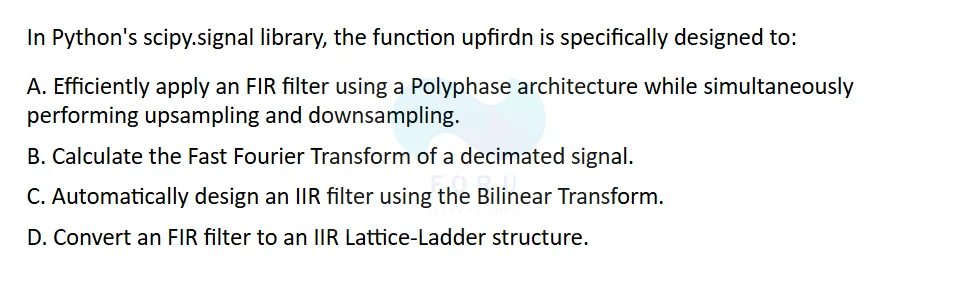 In Python's scipy.signal library, the function upfirdn is specifically designed to:
A. Efficiently apply an FIR filter using a Polyphase architecture while simultaneously
performing upsampling and downsampling.
B. Calculate the Fast Fourier Transform of a decimated signal.
FORU
C. Automatically design an IIR filter using the Bilinear Transform.
D. Convert an FIR filter to an IIR Lattice-Ladder structure.